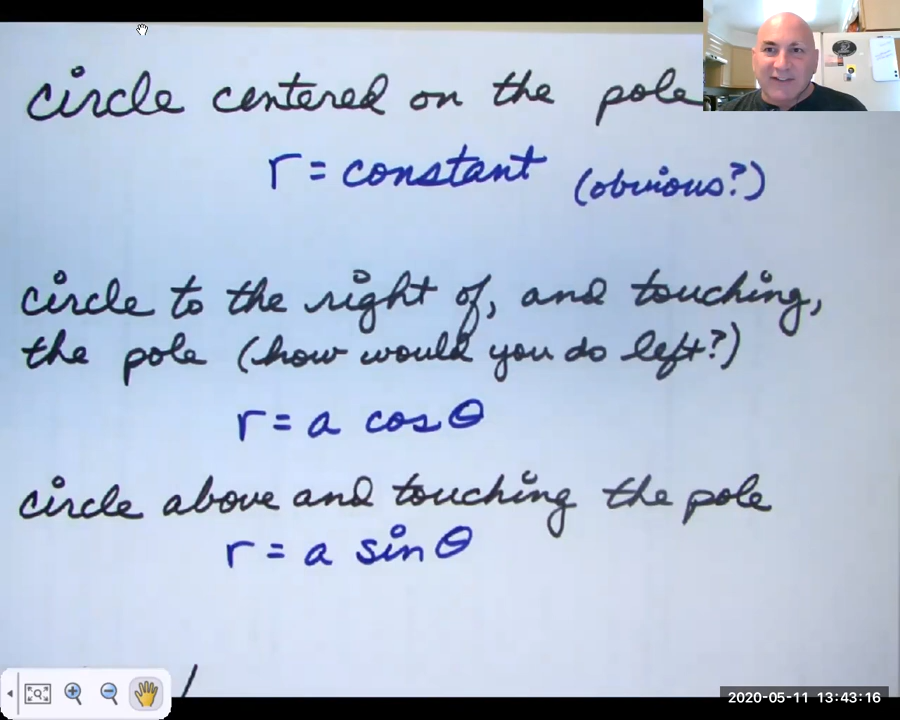 circle centered on the pole
r = constant (obvious?)
circle to the right of, and touching,
the pole (how would you do left?)
r = a cos θ
circle above and touching the pole
r = a sin θ
2020-05-11 13:43:16